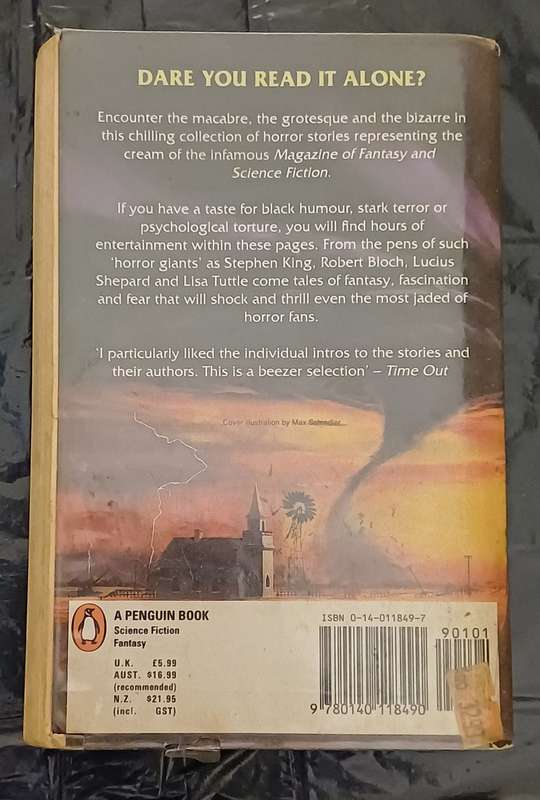 DARE YOU READ IT ALONE?
Encounter the macabre, the grotesque and the bizarre in
this chilling collection of horror stories representing the
cream of the infamous Magazine of Fantasy and
Science Fiction.
If you have a taste for black humour, stark terror or
psychological torture, you will find hours of
entertainment within these pages. From the pens of such
'horror giants' as Stephen King, Robert Bloch, Lucius
Shepard and Lisa Tuttle come tales of fantasy, fascination
and fear that will shock and thrill even the most jaded of
horror fans.
'I particularly liked the individual intros to the stories and
their authors. This is a beezer selection' – Time Out
Cover illustration by Max
A PENGUIN BOOK
Science Fiction
Fantasy
U.K. £5.99
AUST. $16.99
(recommended)
N.Z. $21.95
(incl. GST)
ISBN 0-14-011849-7
90101
9 780140 118490